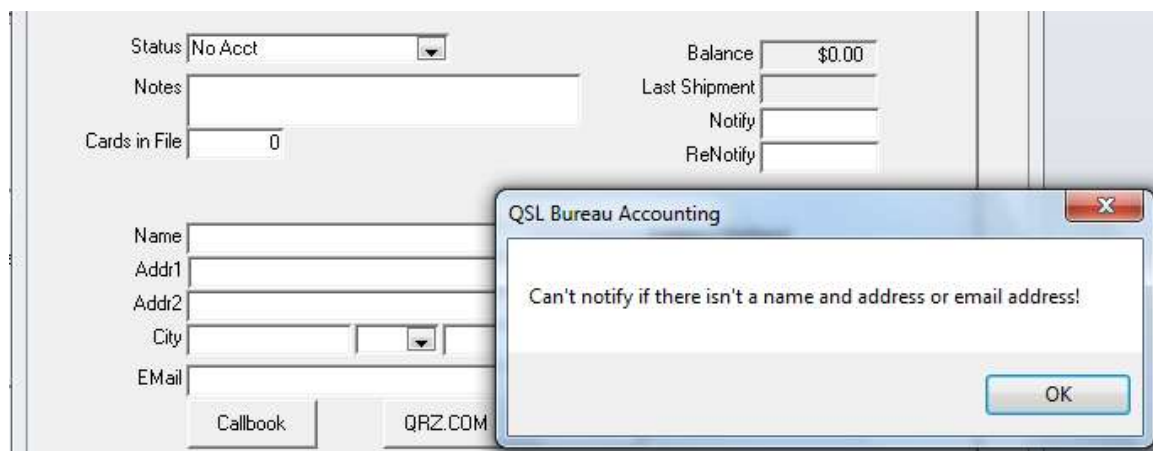 Status No Acct
Balance $0.00
Notes
Last Shipment
Notify
Cards in File 0
ReNotify
QSL Bureau Accounting
Name
Addr1
Can't notify if there isn't a name and address or email address!
Addr2
City
EMail
OK
Callbook QRZ.COM